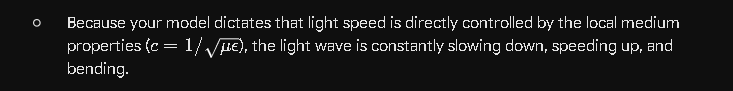 ○ Because your model dictates that light speed is directly controlled by the local medium
properties (c = 1/√με), the light wave is constantly slowing down, speeding up, and
bending.